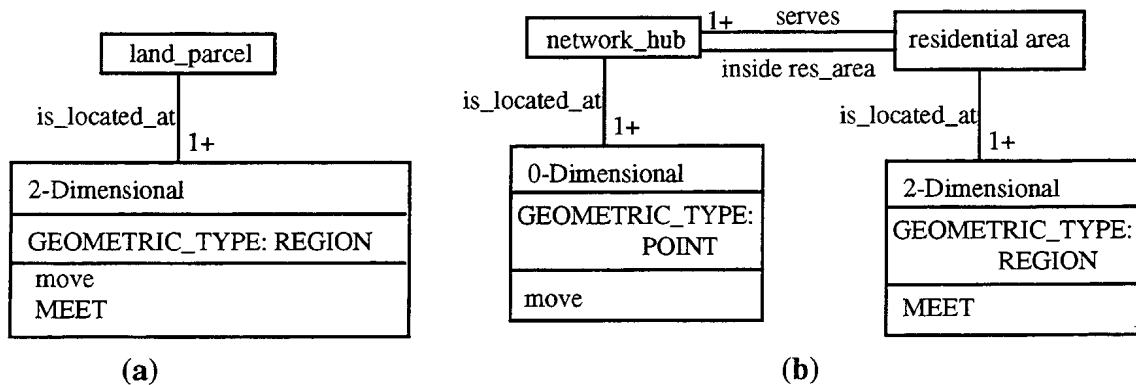 land_parcel
is_located_at
1+
2-Dimensional
GEOMETRIC_TYPE: REGION
move
MEET
(a)
network_hub
1+
serves
inside res_area
residential area
is_located_at
1+
0-Dimensional
GEOMETRIC_TYPE:
POINT
move
is_located_at
1+
2-Dimensional
GEOMETRIC_TYPE:
REGION
MEET
(b)